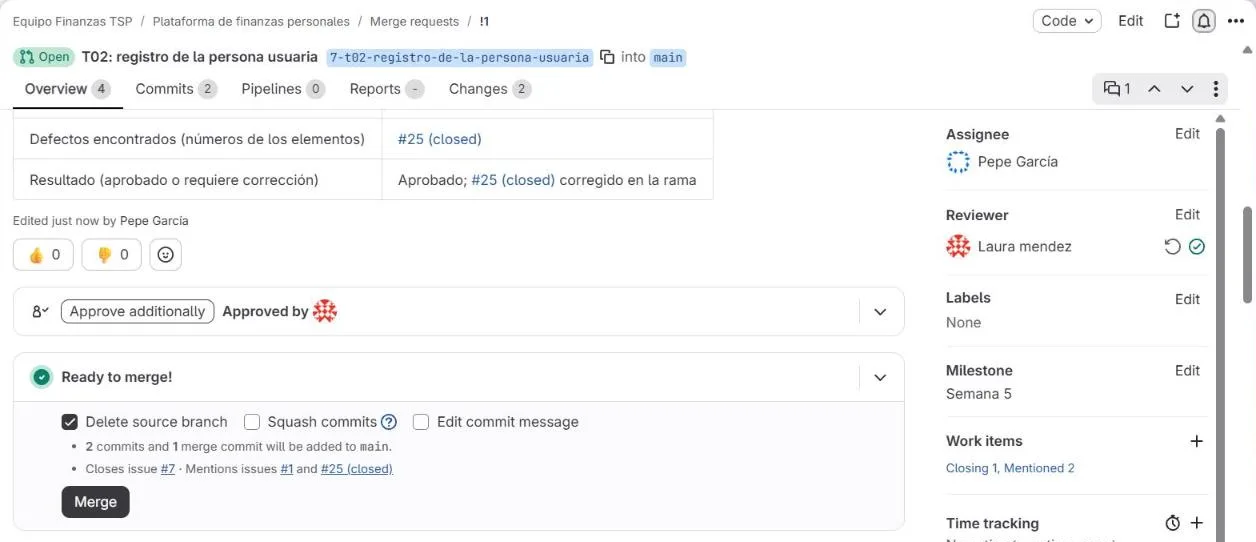 Equipo Finanzas TSP / Plataforma de finanzas personales / Merge requests / !1
Code Edit
Open T02: registro de la persona usuaria 7-t02-registro-de-la-persona-usuaria into main
Overview 4 Commits 2 Pipelines 0 Reports - Changes 2
1
Defectos encontrados (números de los elementos) #25 (closed)
Resultado (aprobado o requiere corrección) Aprobado; #25 (closed) corregido en la rama
Edited just now by Pepe García
0 0
Approve additionally Approved by
Ready to merge!
Delete source branch Squash commits ? Edit commit message
• 2 commits and 1 merge commit will be added to main.
• Closes issue #7 · Mentions issues #1 and #25 (closed)
Merge
Assignee Edit
Pepe García
Reviewer Edit
Laura mendez
Labels Edit
None
Milestone Edit
Semana 5
Work items +
Closing 1, Mentioned 2
Time tracking +